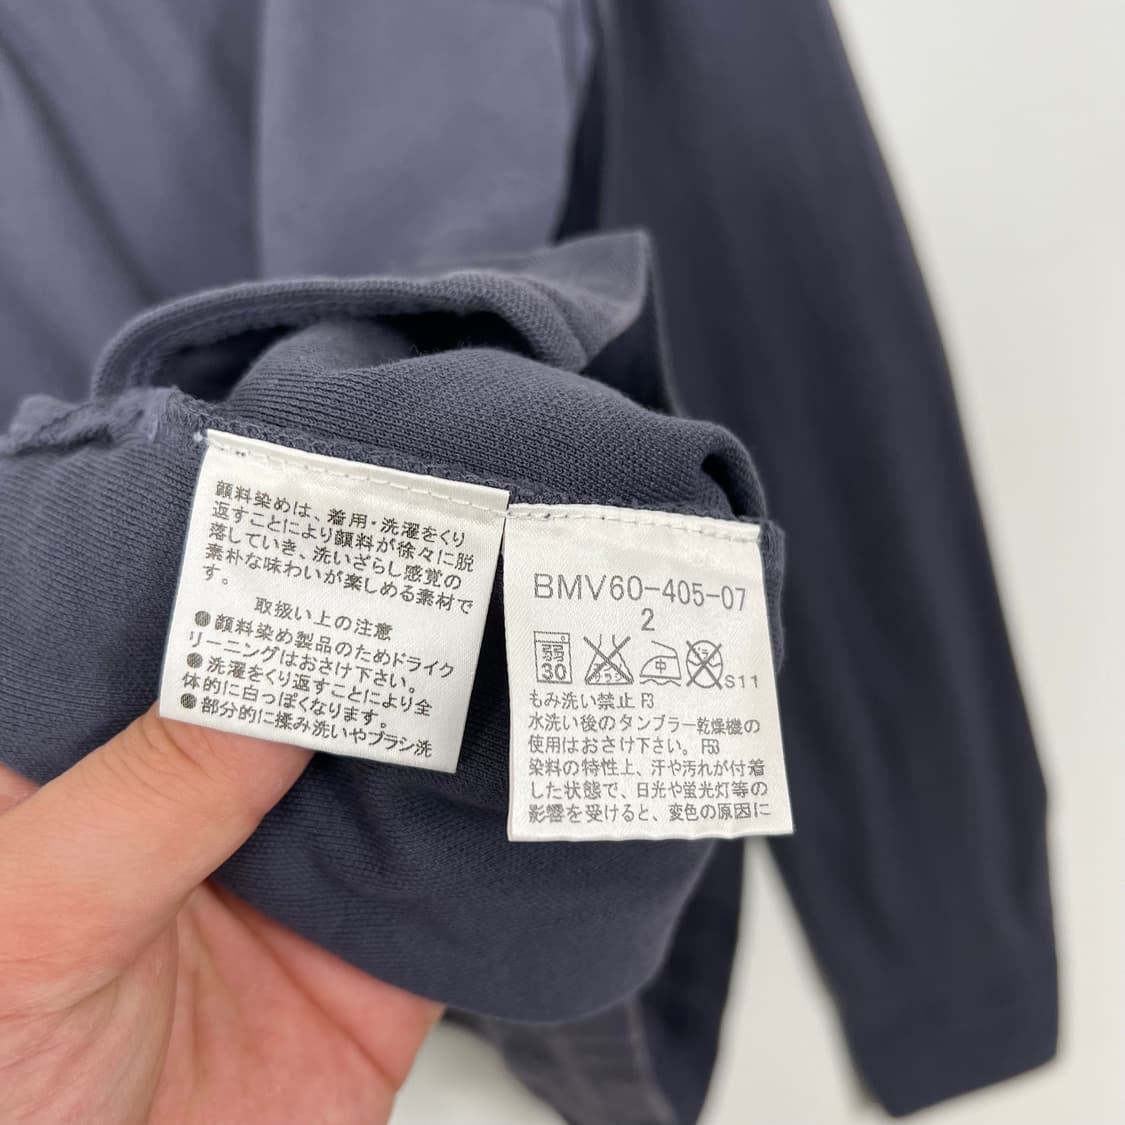 顔料染めは、着用・洗濯をくり
返すことにより顔料が徐々に脱
落していき、洗いざらし感覚の
素朴な味わいが楽しめる素材で
す。
取扱い上の注意
●顔料染め製品のためドライク
リーニングはおさけ下さい。
●洗濯をくり返すことにより全
体的に白っぽくなります。
●部分的に揉み洗いやブラシ洗
BMV60-405-07
2
30
中
S11
もみ洗い禁止
水洗い後のタンブラー乾燥機の
使用はおさけ下さい。
染料の特性上、汗や汚れが付着
した状態で、日光や蛍光灯等の
影響を受けると、変色の原因に